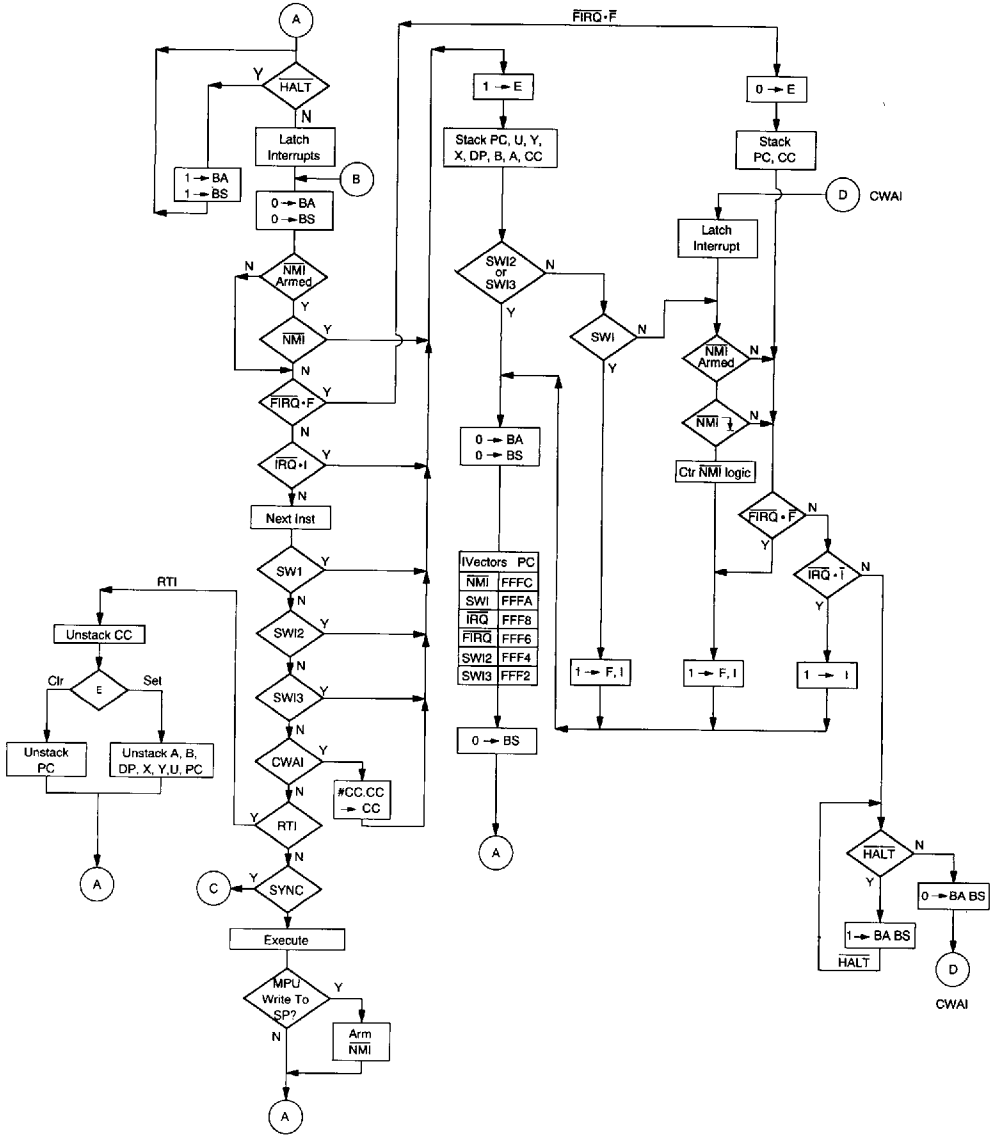 A
HALT
Y
N
Latch
Interrupts
1 → BA
1 → BS
B
0 → BA
0 → BS
N
NMI
Armed
Y
NMI
Y
N
FIRQ•F
Y
N
IRQ•I
Y
N
Next Inst
SW1
Y
N
SWI2
Y
N
SWI3
Y
N
CWAI
Y
N
#CC.CC
→ CC
RTI
Y
N
SYNC
Y
C
Execute
MPU
Write To
SP?
Y
N
Arm
NMI
A
RTI
Unstack CC
E
Clr
Set
Unstack
PC
Unstack A, B,
DP, X, Y,U, PC
A
FIRQ•F
1 → E
Stack PC, U, Y,
X, DP, B, A, CC
SWI2
or
SWI3
N
Y
SWI
N
Y
0 → BA
0 → BS
IVectors PC
NMI FFFC
SWI FFFA
IRQ FFF8
FIRQ FFF6
SWI2 FFF4
SWI3 FFF2
0 → BS
A
1 → F, I
0 → E
Stack
PC, CC
D
CWAI
Latch
Interrupt
NMI
Armed
N
NMI
N
Ctr NMI logic
FIRQ • F
N
Y
IRQ • I
N
Y
1 → F, I
1 → I
HALT
N
Y
0 → BA BS
1 → BA BS
HALT
D
CWAI